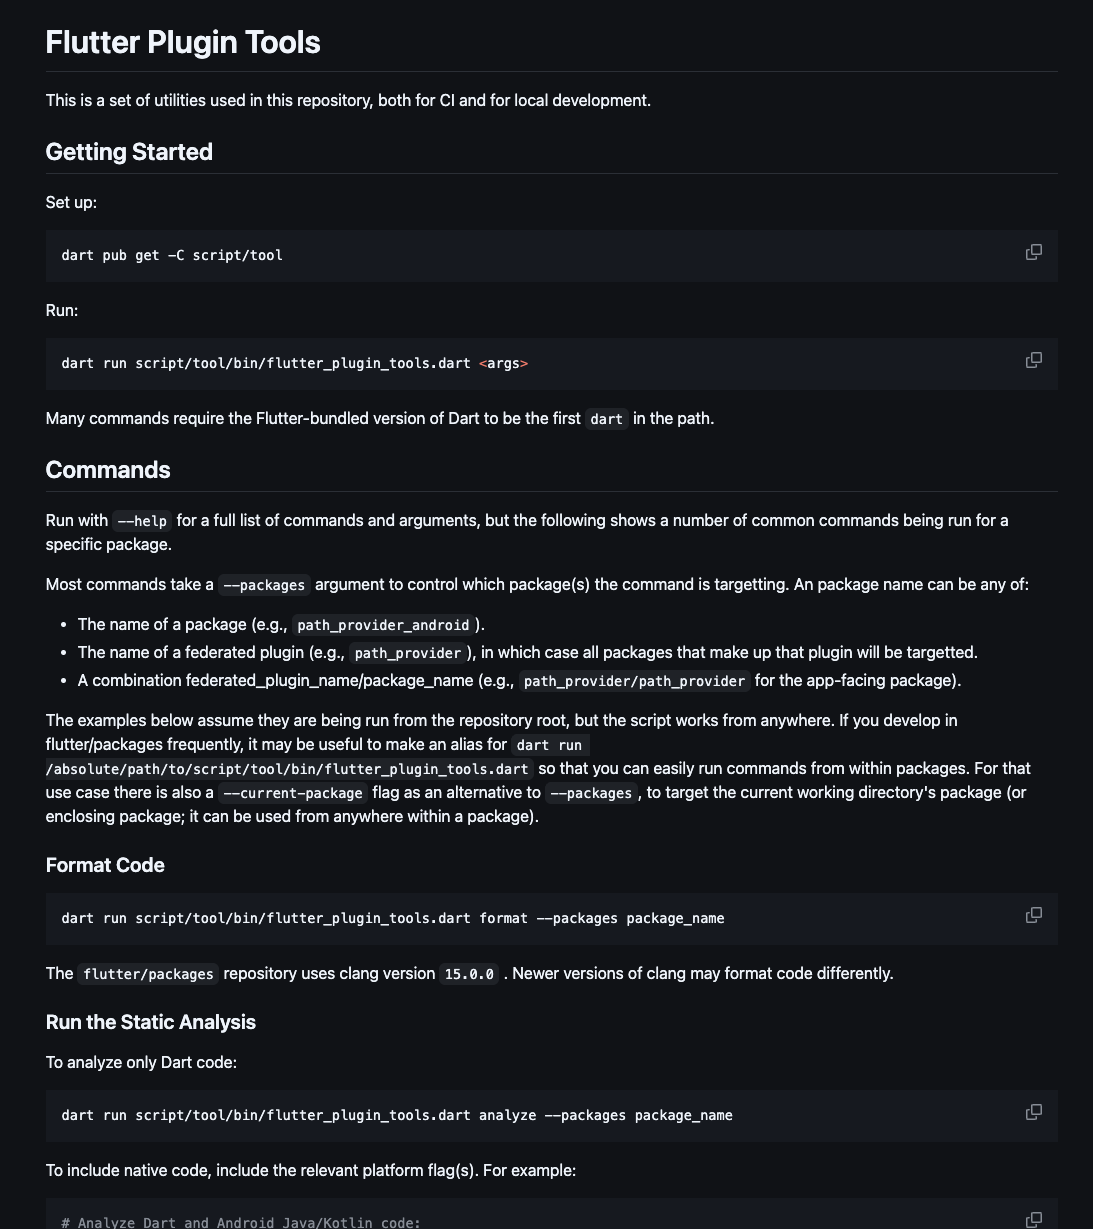 Flutter Plugin Tools
This is a set of utilities used in this repository, both for CI and for local development.
Getting Started
Set up:
dart pub get -C script/tool
Run:
dart run script/tool/bin/flutter_plugin_tools.dart <args>
Many commands require the Flutter-bundled version of Dart to be the first dart in the path.
Commands
Run with --help for a full list of commands and arguments, but the following shows a number of common commands being run for a
specific package.
Most commands take a --packages argument to control which package(s) the command is targetting. An package name can be any of:
• The name of a package (e.g., path_provider_android ).
• The name of a federated plugin (e.g., path_provider ), in which case all packages that make up that plugin will be targetted.
• A combination federated_plugin_name/package_name (e.g., path_provider/path_provider for the app-facing package).
The examples below assume they are being run from the repository root, but the script works from anywhere. If you develop in
flutter/packages frequently, it may be useful to make an alias for dart run
/absolute/path/to/script/tool/bin/flutter_plugin_tools.dart so that you can easily run commands from within packages. For that
use case there is also a --current-package flag as an alternative to --packages , to target the current working directory's package (or
enclosing package; it can be used from anywhere within a package).
Format Code
dart run script/tool/bin/flutter_plugin_tools.dart format --packages package_name
The flutter/packages repository uses clang version 15.0.0 . Newer versions of clang may format code differently.
Run the Static Analysis
To analyze only Dart code:
dart run script/tool/bin/flutter_plugin_tools.dart analyze --packages package_name
To include native code, include the relevant platform flag(s). For example:
# Analyze Dart and Android Java/Kotlin code: